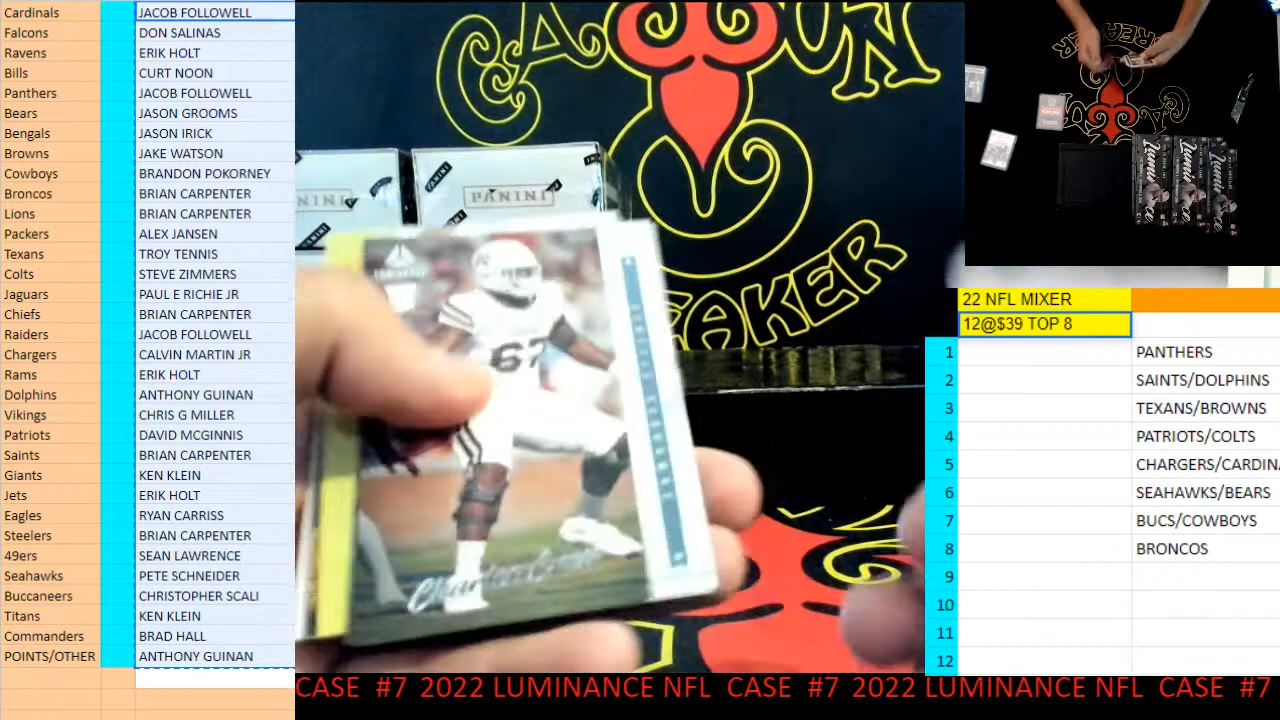 Cardinals JACOB FOLLOWELL
Falcons DON SALINAS
Ravens ERIK HOLT
Bills CURT NOON
Panthers JACOB FOLLOWELL
Bears JASON GROOMS
Bengals JASON IRICK
Browns JAKE WATSON
Cowboys BRANDON POKORNEY
Broncos BRIAN CARPENTER
Lions BRIAN CARPENTER
Packers ALEX JANSEN
Texans TROY TENNIS
Colts STEVE ZIMMERS
Jaguars PAUL E RICHIE JR
Chiefs BRIAN CARPENTER
Raiders JACOB FOLLOWELL
Chargers CALVIN MARTIN JR
Rams ERIK HOLT
Dolphins ANTHONY GUINAN
Vikings CHRIS G MILLER
Patriots DAVID MCGINNIS
Saints BRIAN CARPENTER
Giants KEN KLEIN
Jets ERIK HOLT
Eagles RYAN CARRISS
Steelers BRIAN CARPENTER
49ers SEAN LAWRENCE
Seahawks PETE SCHNEIDER
Buccaneers CHRISTOPHER SCALI
Titans KEN KLEIN
Commanders BRAD HALL
POINTS/OTHER ANTHONY GUINAN
PANINI
67
22 NFL MIXER
12@$39 TOP 8
1 PANTHERS
2 SAINTS/DOLPHINS
3 TEXANS/BROWNS
4 PATRIOTS/COLTS
5 CHARGERS/CARDINA
6 SEAHAWKS/BEARS
7 BUCS/COWBOYS
8 BRONCOS
9
10
11
12
CASE #7 2022 LUMINANCE NFL CASE #7 2022 LUMINANCE NFL CASE #7